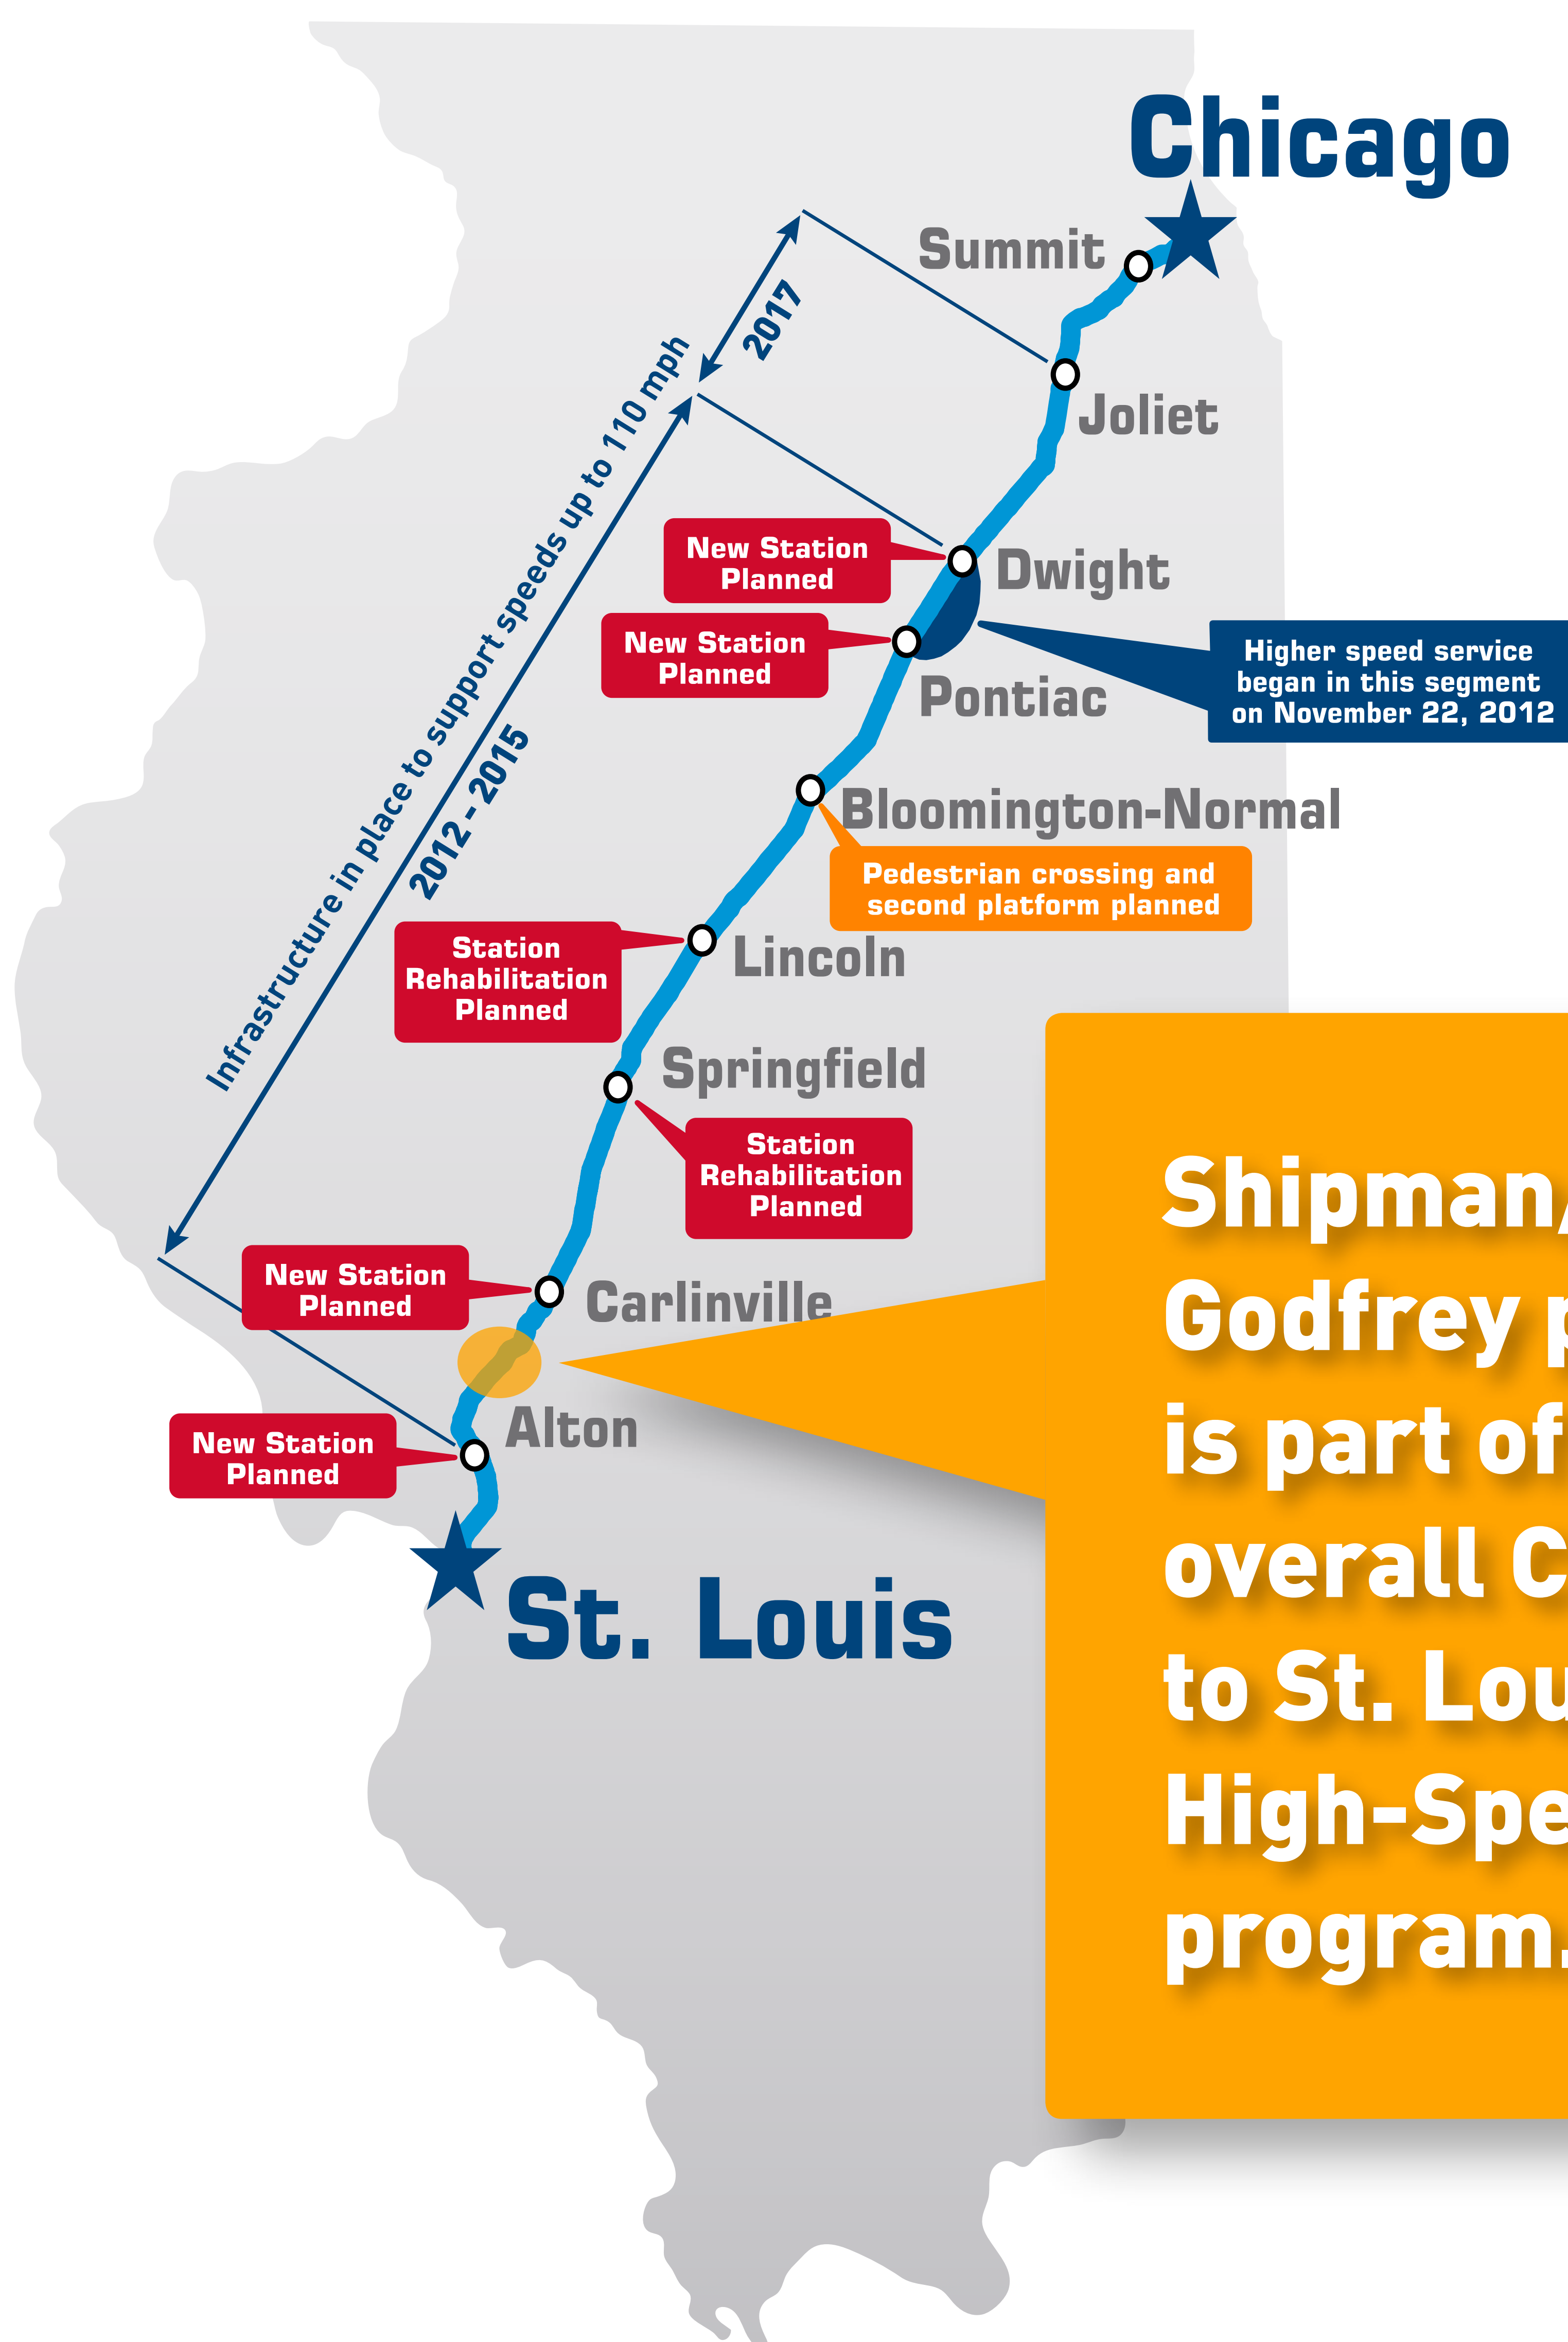 Chicago
Summit
2017
Joliet
Infrastructure in place to support speeds up to 110 mph
2012 - 2015
New Station
Planned
Dwight
New Station
Planned
Pontiac
Higher speed service
began in this segment
on November 22, 2012
Bloomington-Normal
Pedestrian crossing and
second platform planned
Station
Rehabilitation
Planned
Lincoln
Springfield
Station
Rehabilitation
Planned
New Station
Planned
Carlinville
Alton
New Station
Planned
St. Louis
Shipman/
Godfrey
is part of
overall
to St.
program.